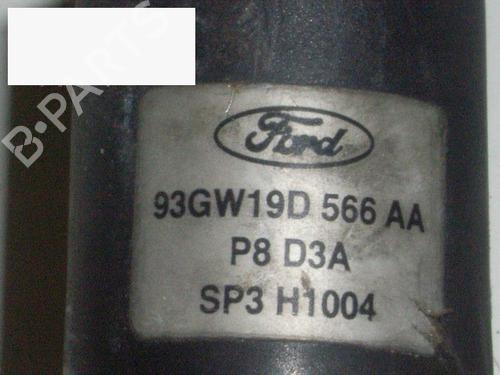 B·PARTS
Ford
93GW19D 566 AA
P8 D3A
SP3 H1004